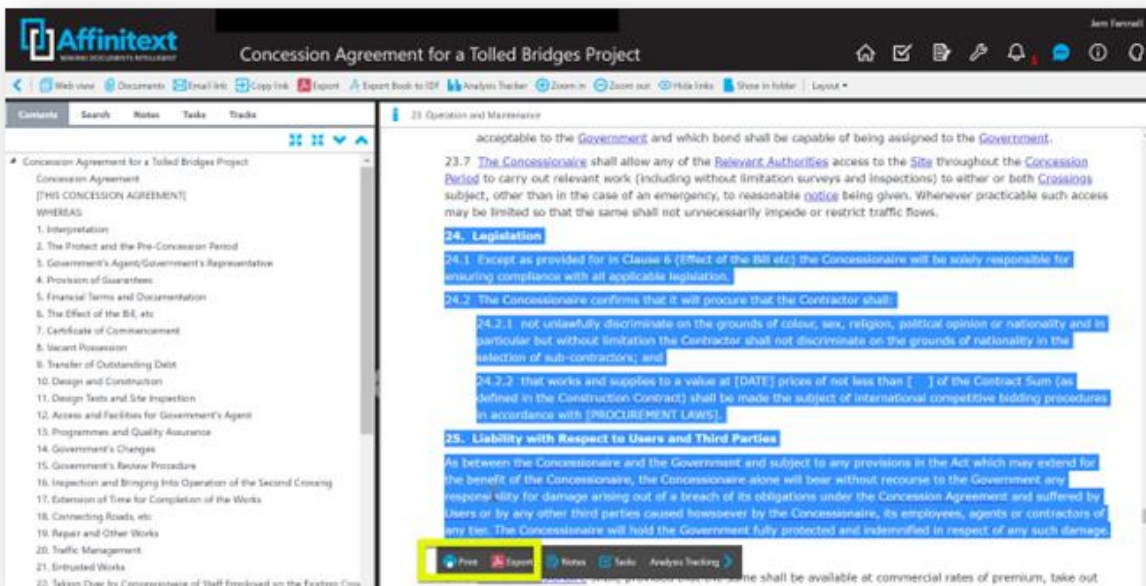 Affinitext
MAKING DOCUMENTS INTELLIGENT
Concession Agreement for a Tolled Bridges Project
Jem Fennell
Web view Documents Email link Copy link Export Export Book to IDF Analysis Tracker Zoom in Zoom out Hide links Show in folder Layout
Contents Search Notes Tasks Tracks
Concession Agreement for a Tolled Bridges Project
Concession Agreement
[THIS CONCESSION AGREEMENT]
WHEREAS:
1. Interpretation
2. The Project and the Pre-Concession Period
3. Government's Agent/Government's Representative
4. Provision of Guarantees
5. Financial Terms and Documentation
6. The Effect of the Bill, etc
7. Certificate of Commencement
8. Vacant Possession
9. Transfer of Outstanding Debt
10. Design and Construction
11. Design Tests and Site Inspection
12. Access and Facilities for Government's Agent
13. Programmes and Quality Assurance
14. Government's Changes
15. Government's Review Procedure
16. Inspection and Bringing Into Operation of the Second Crossing
17. Extension of Time for Completion of the Works
18. Connecting Roads, etc
19. Repair and Other Works
20. Traffic Management
21. Entrusted Works
22. Taking Over by Concessionaire of Staff Employed on the Existing Cros
23 Operation and Maintenance
acceptable to the Government and which bond shall be capable of being assigned to the Government.
23.7 The Concessionaire shall allow any of the Relevant Authorities access to the Site throughout the Concession
Period to carry out relevant work (including without limitation surveys and inspections) to either or both Crossings
subject, other than in the case of an emergency, to reasonable notice being given. Whenever practicable such access
may be limited so that the same shall not unnecessarily impede or restrict traffic flows.
24. Legislation
24.1 Except as provided for in Clause 6 (Effect of the Bill etc) the Concessionaire will be solely responsible for
ensuring compliance with all applicable legislation.
24.2 The Concessionaire confirms that it will procure that the Contractor shall:
24.2.1 not unlawfully discriminate on the grounds of colour, sex, religion, political opinion or nationality and in
particular but without limitation the Contractor shall not discriminate on the grounds of nationality in the
selection of sub-contractors; and
24.2.2 that works and supplies to a value at [DATE] prices of not less than [ ] of the Contract Sum (as
defined in the Construction Contract) shall be made the subject of international competitive bidding procedures
in accordance with [PROCUREMENT LAWS].
25. Liability with Respect to Users and Third Parties
As between the Concessionaire and the Government and subject to any provisions in the Act which may extend for
the benefit of the Concessionaire, the Concessionaire alone will bear without recourse to the Government any
responsibility for damage arising out of a breach of its obligations under the Concession Agreement and suffered by
Users or by any other third parties caused howsoever by the Concessionaire, its employees, agents or contractors of
any tier. The Concessionaire will hold the Government fully protected and indemnified in respect of any such damage.
Print Export Notes Tasks Analysis Tracking
same shall be available at commercial rates of premium, take out